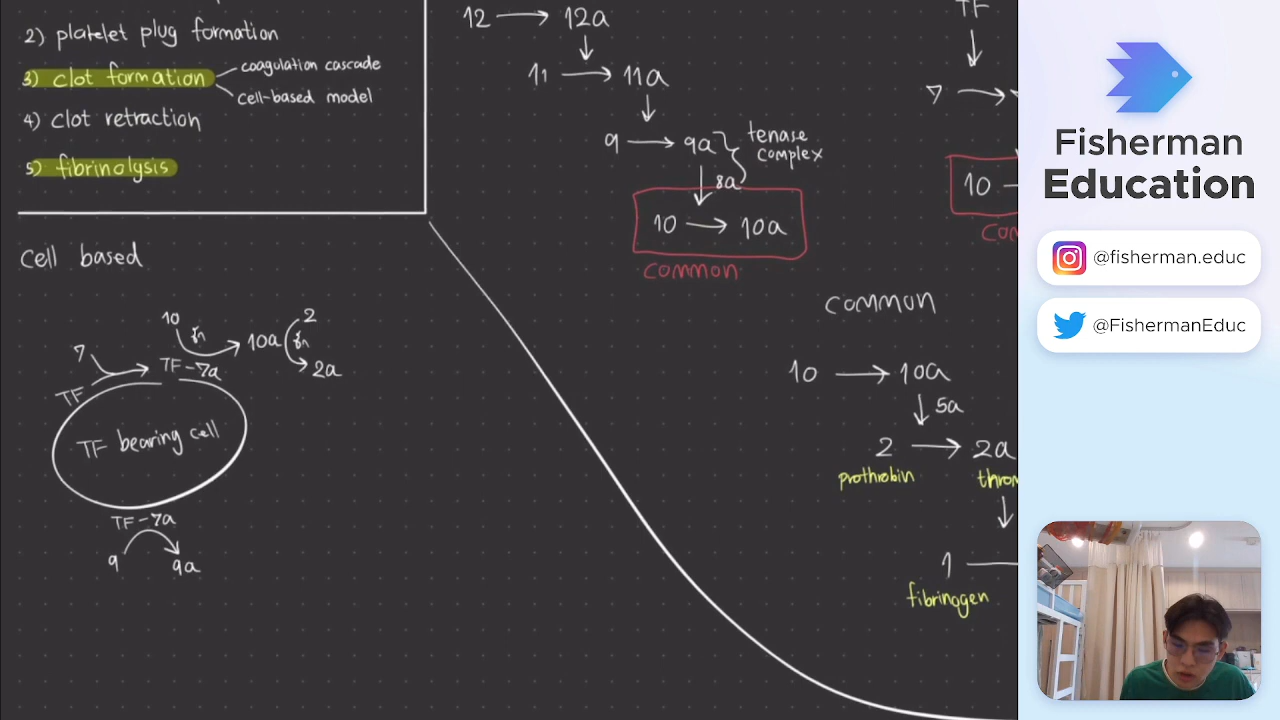 2) platelet plug formation
3) clot formation
coagulation cascade
cell-based model
4) clot retraction
5) fibrinolysis
12 → 12a
↓
11 → 11a
↓
9 → 9a
tenase
complex
↓ 8a
10 → 10a
common
TF
↓
7 →
10
com
cell based
10
2
7
10a
TF-7a
2a
TF
TF bearing cell
TF-7a
9
9a
common
10 → 10a
↓ 5a
2 → 2a
prothrobin
throm
↓
1
fibrinogen
Fisherman
Education
@fisherman.educ
@FishermanEduc